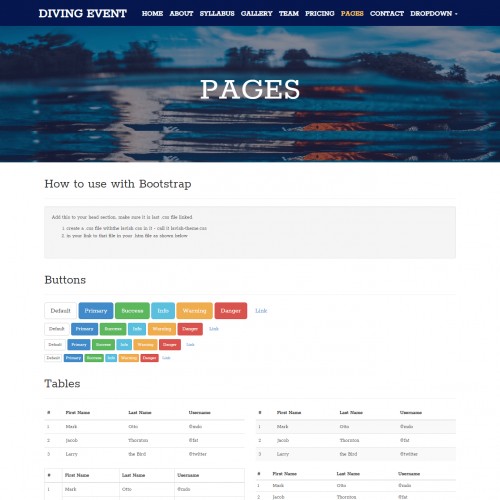 DIVING EVENT HOME ABOUT SYLLABUS GALLERY TEAM PRICING PAGES CONTACT DROPDOWN
PAGES
How to use with Bootstrap
Add this to your head section, make sure it is last .css file linked.
1. create a .css file with the lavish css in it - call it lavish-theme.css
2. in your link to that file in your .htm file as shown below
Buttons
Default Primary Success Info Warning Danger Link
Default Primary Success Info Warning Danger Link
Default Primary Success Info Warning Danger Link
Default Primary Success Info Warning Danger Link
Tables
# First Name Last Name Username # First Name Last Name Username
1 Mark Otto @mdo 1 Mark Otto @mdo
2 Jacob Thornton @fat 2 Jacob Thornton @fat
3 Larry the Bird @twitter 3 Larry the Bird @twitter
# First Name Last Name Username # First Name Last Name Username
1 Mark Otto @mdo 1 Mark Otto @mdo
2 Jacob Thornton @fat